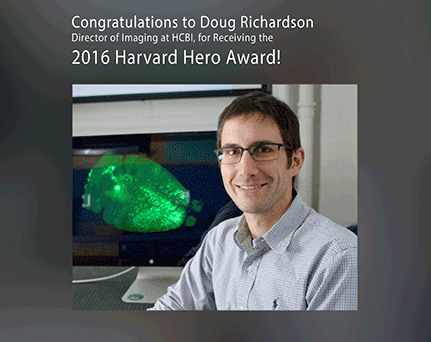 Congratulations to Doug Richardson
Director of Imaging at HCBI, for Receiving the
2016 Harvard Hero Award!